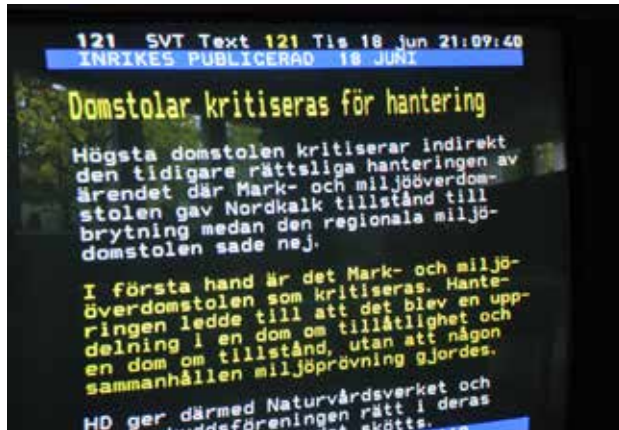 121 SVT Text 121 Tis 18 jun 21:09:40
INRIKES PUBLICERAD 18 JUNI
Domstolar kritiseras för hantering
Högsta domstolen kritiserar indirekt
den tidigare rättsliga hanteringen av
ärendet där Mark- och miljööverdom-
stolen gav Nordkalk tillstånd till
brytning medan den regionala miljö-
domstolen sade nej.
I första hand är det Mark- och miljö-
överdomstolen som kritiseras. Hante-
ringen ledde till att det blev en upp-
delning i en dom om tillåtlighet och
en dom om tillstånd, utan att någon
sammanhållen miljöprövning gjordes.
HD ger därmed Naturvårdsverket och
rätt i deras
skötts.